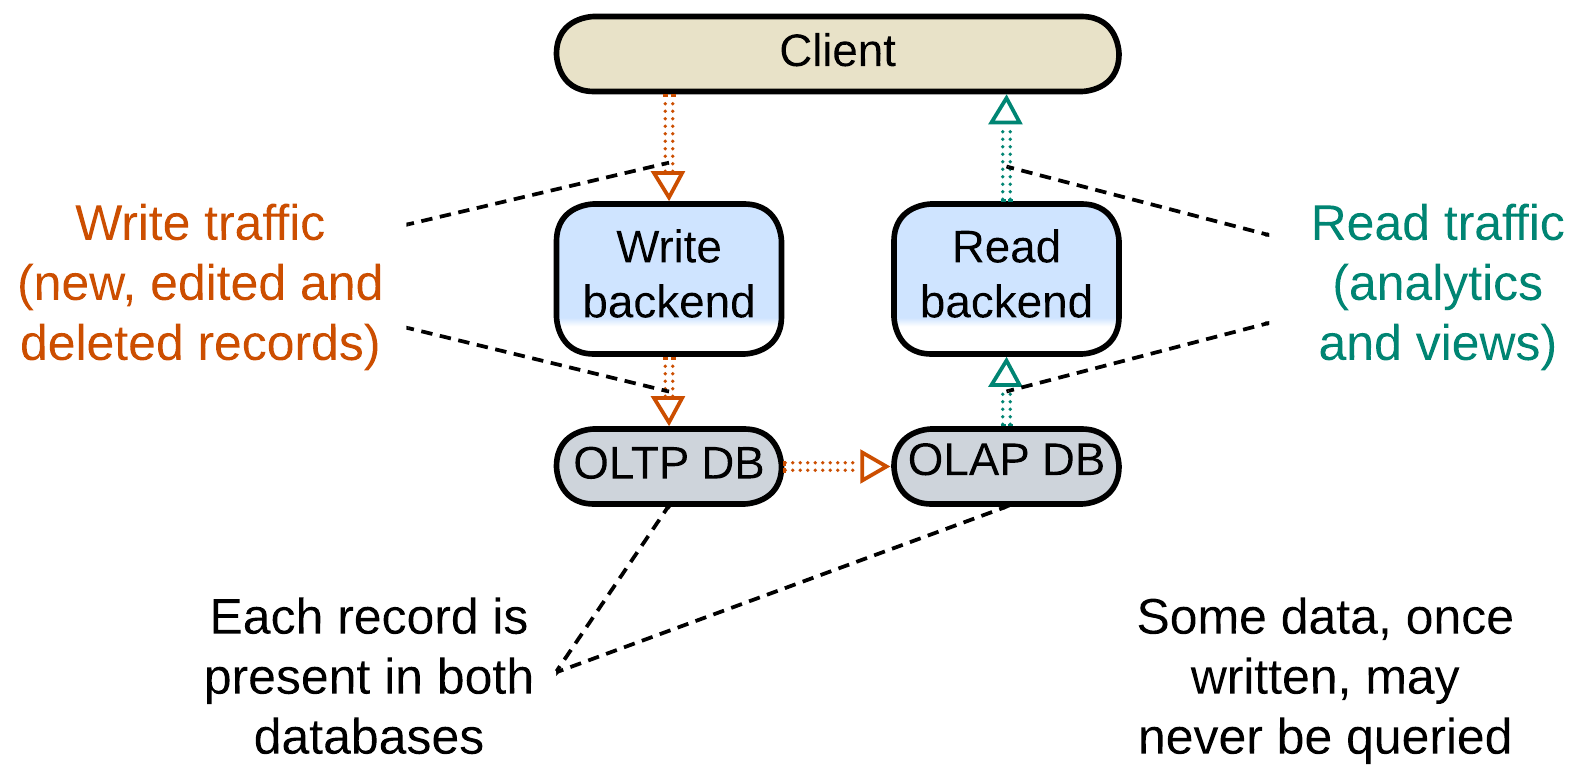 Client
Write traffic
(new, edited and
deleted records)
Write
backend
Read
backend
Read traffic
(analytics
and views)
OLTP DB
OLAP DB
Each record is
present in both
databases
Some data, once
written, may
never be queried